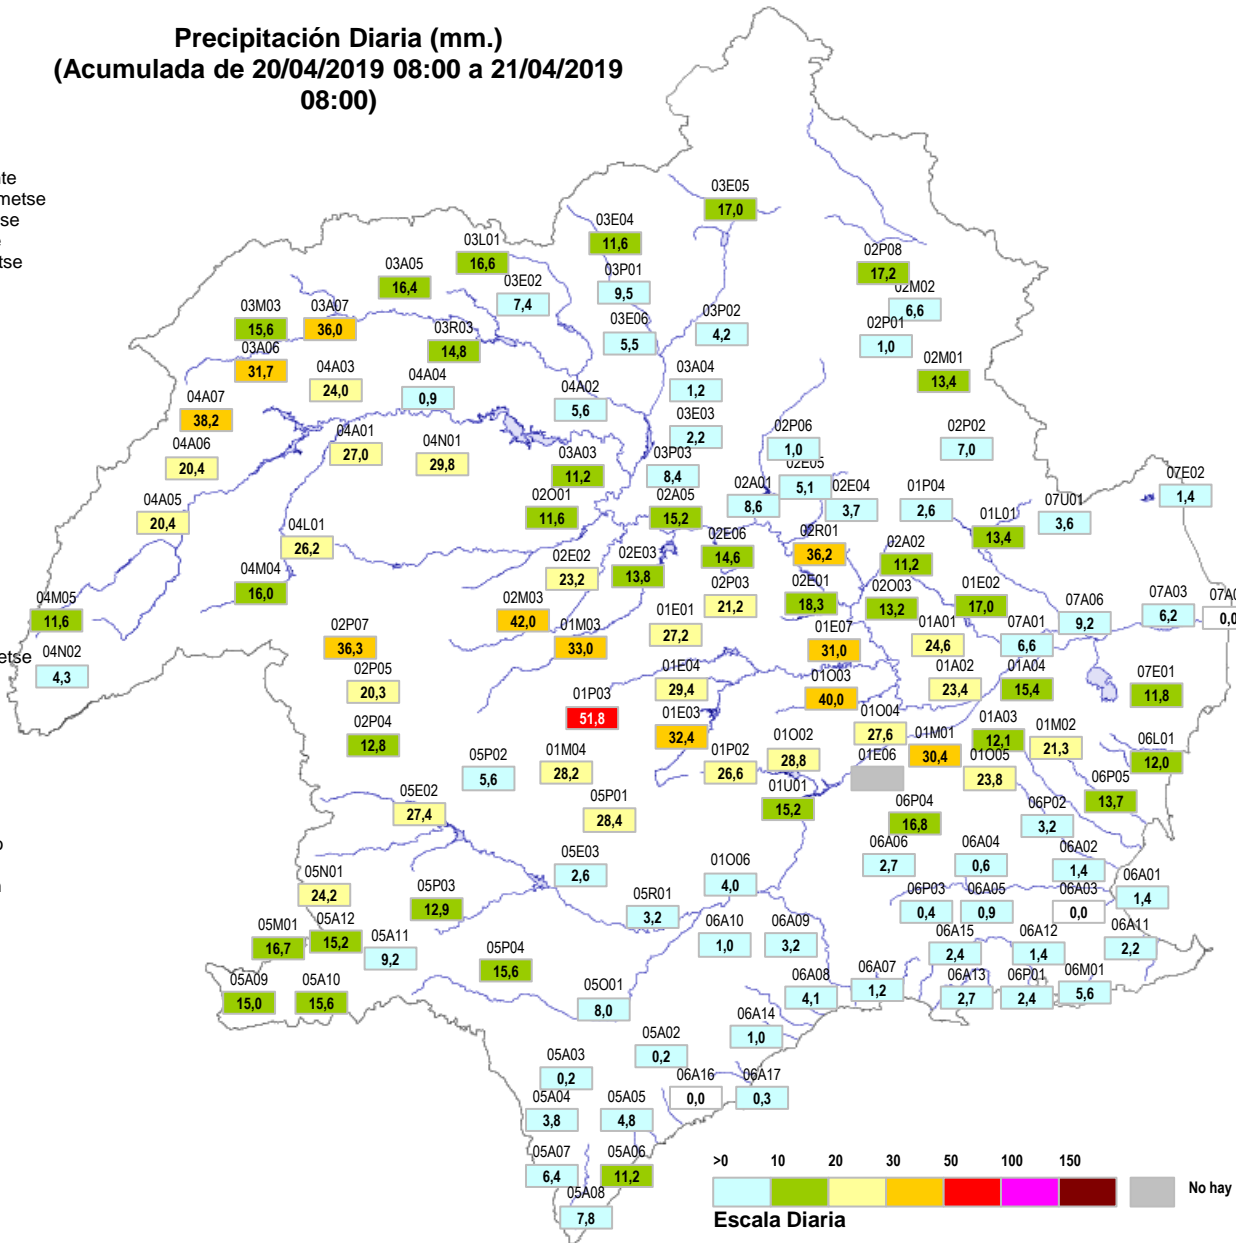 Precipitación Diaria (mm.)
(Acumulada de 20/04/2019 08:00 a 21/04/2019
08:00)
03E05
17,0
03E04
11,6
03L01
16,6
03P01
9,5
02P08
17,2
03A05
16,4
03E02
7,4
02M02
6,6
03M03
15,6
03A07
36,0
03E06
5,5
03P02
4,2
02P01
1,0
03R03
14,8
03A06
31,7
04A03
24,0
04A04
0,9
03A04
1,2
02M01
13,4
04A07
38,2
04A02
5,6
03E03
2,2
04A01
27,0
04N01
29,8
02P06
1,0
02P02
7,0
04A06
20,4
03A03
11,2
03P03
8,4
02E05
5,1
07E02
1,4
04A05
20,4
02O01
11,6
02A05
15,2
02A01
8,6
02E04
3,7
01P04
2,6
01L01
13,4
07U01
3,6
04L01
26,2
02E06
14,6
02R01
36,2
02E02
23,2
02E03
13,8
02A02
11,2
04M04
16,0
02P03
21,2
02E01
18,3
02O03
13,2
01E02
17,0
04M05
11,6
02M03
42,0
07A06
9,2
07A03
6,2
0,0
02P07
36,3
01M03
33,0
01E01
27,2
01E07
31,0
01A01
24,6
07A01
6,6
etse
04N02
4,3
02P05
20,3
01E04
29,4
01O03
40,0
01A02
23,4
01A04
15,4
07E01
11,8
01P03
51,8
02P04
12,8
01E03
32,4
01O04
27,6
01M01
30,4
01A03
12,1
01M02
21,3
06L01
12,0
05P02
5,6
01M04
28,2
01P02
26,6
01O02
28,8
01E06
01O05
23,8
05E02
27,4
05P01
28,4
01U01
15,2
06P04
16,8
06P02
3,2
06P05
13,7
05E03
2,6
01O06
4,0
06A06
2,7
06A04
0,6
06A02
1,4
06A01
1,4
05N01
24,2
05P03
12,9
05R01
3,2
06P03
0,4
06A05
0,9
06A03
0,0
05M01
16,7
05A12
15,2
05A11
9,2
06A10
1,0
06A09
3,2
06A15
2,4
06A12
1,4
06A11
2,2
05P04
15,6
05A09
15,0
05A10
15,6
05O01
8,0
06A08
4,1
06A07
1,2
06A13
2,7
06P01
2,4
06M01
5,6
06A14
1,0
05A02
0,2
05A03
0,2
06A16
0,0
06A17
0,3
05A04
3,8
05A05
4,8
05A07
6,4
05A06
11,2
05A08
7,8
>0 10 20 30 50 100 150
No hay
Escala Diaria